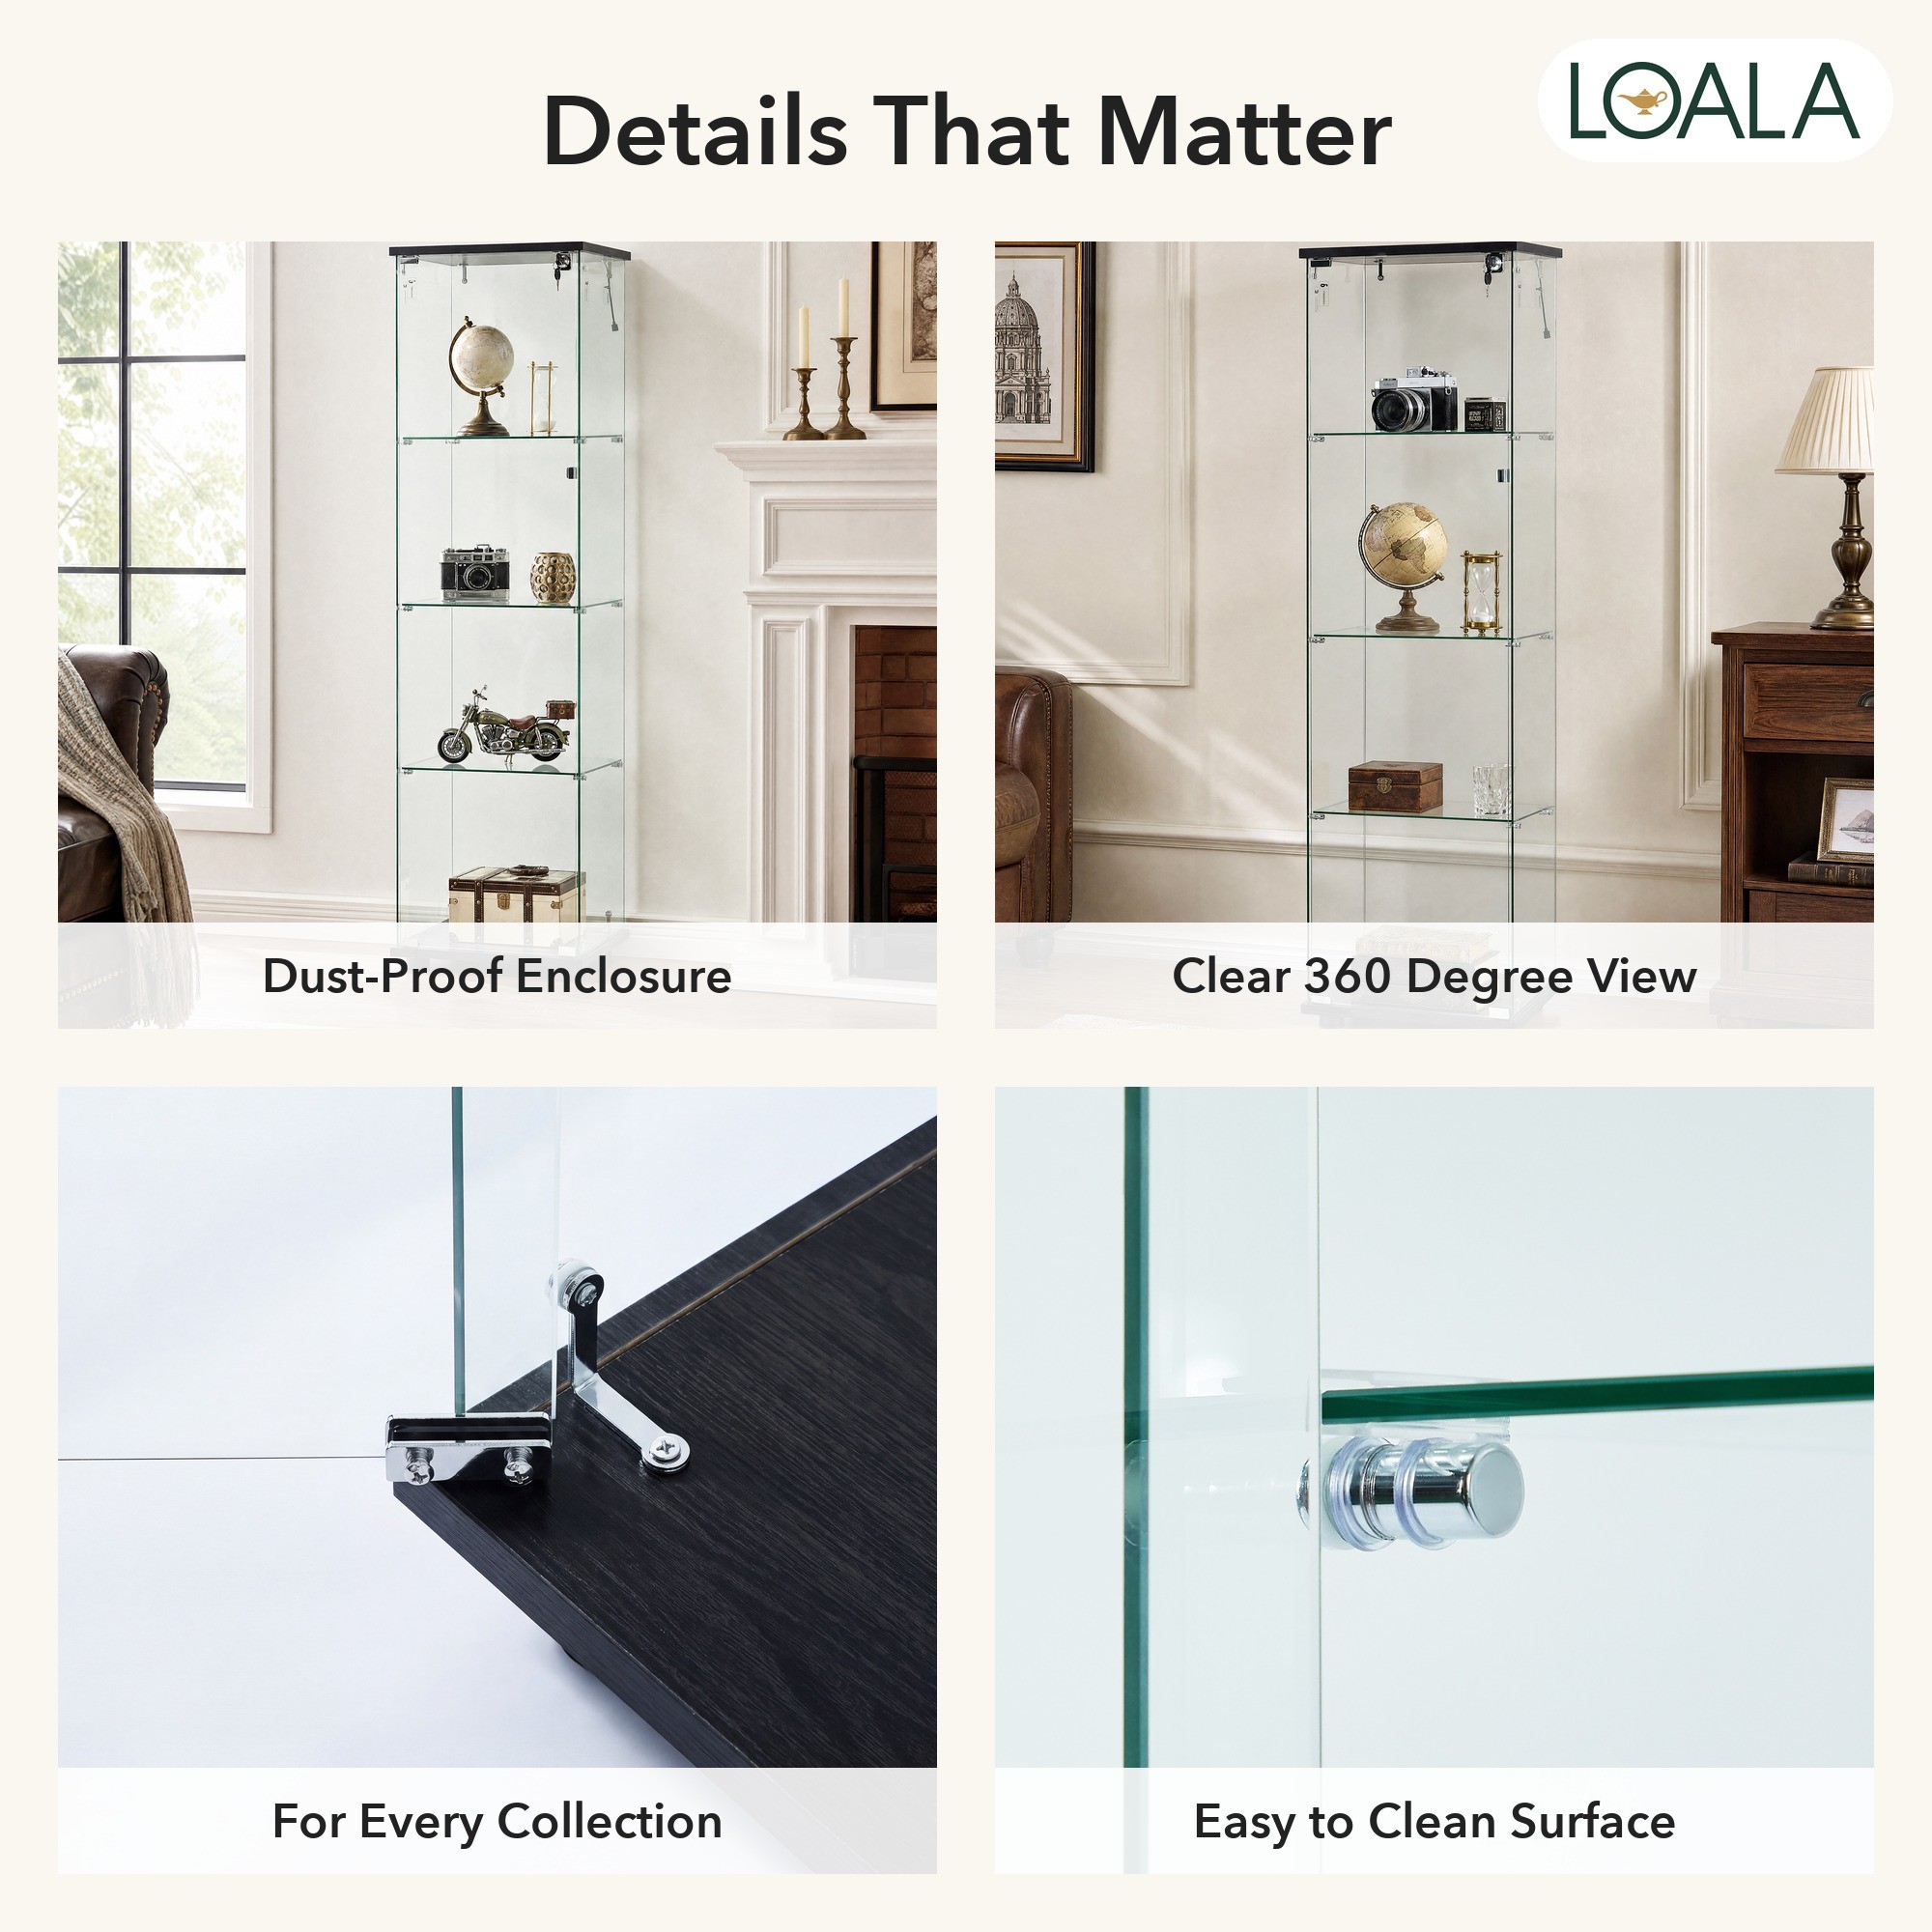 Details That Matter
LOALA
Dust-Proof Enclosure
Clear 360 Degree View
For Every Collection
Easy to Clean Surface